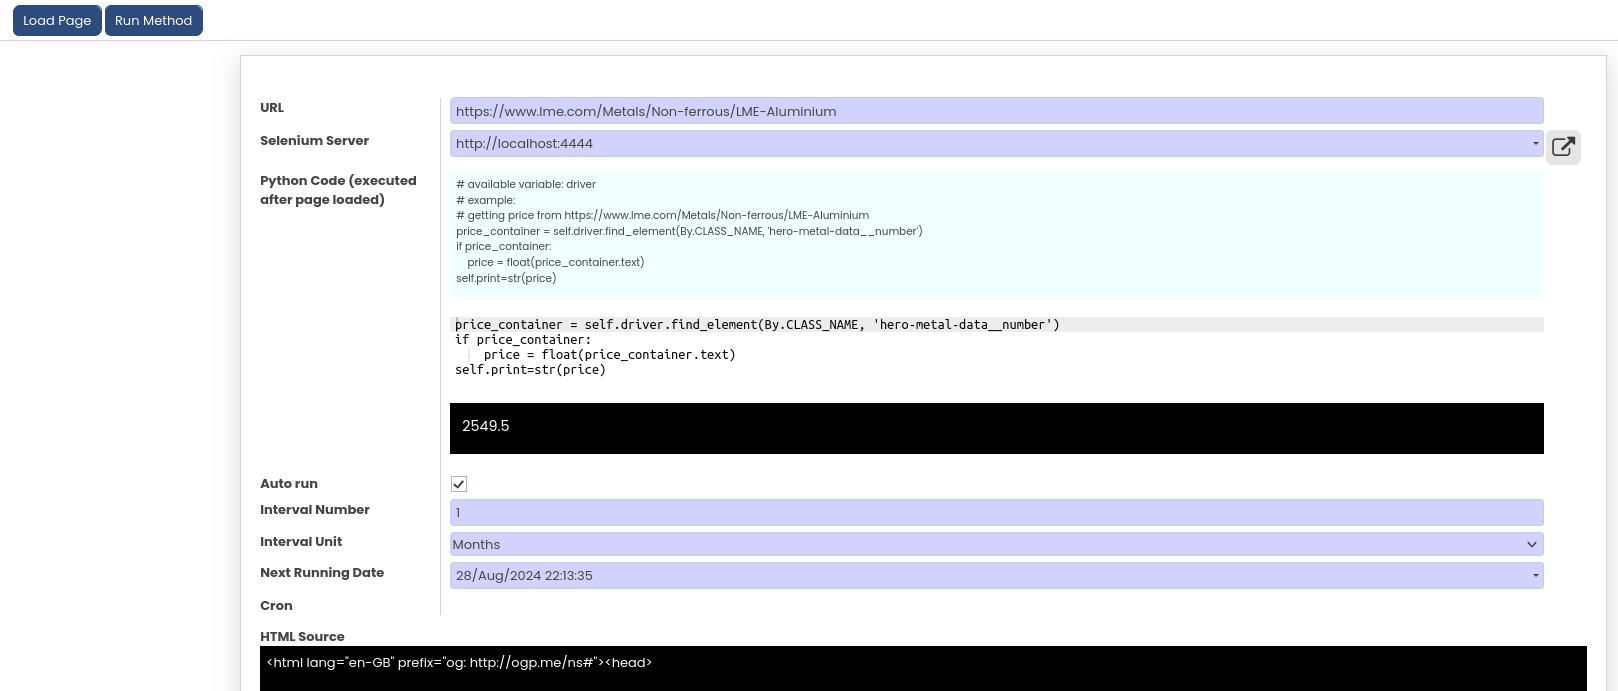 Load Page Run Method
URL https://www.lme.com/Metals/Non-ferrous/LME-Aluminium
Selenium Server http://localhost:4444
Python Code (executed
after page loaded)
# available variable: driver
# example:
# getting price from https://www.lme.com/Metals/Non-ferrous/LME-Aluminium
price_container = self.driver.find_element(By.CLASS_NAME, 'hero-metal-data__number')
if price_container:
    price = float(price_container.text)
self.print=str(price)
price_container = self.driver.find_element(By.CLASS_NAME, 'hero-metal-data__number')
if price_container:
    price = float(price_container.text)
self.print=str(price)
2549.5
Auto run
Interval Number 1
Interval Unit Months
Next Running Date 28/Aug/2024 22:13:35
Cron
HTML Source
<html lang="en-GB" prefix="og: http://ogp.me/ns#"><head>